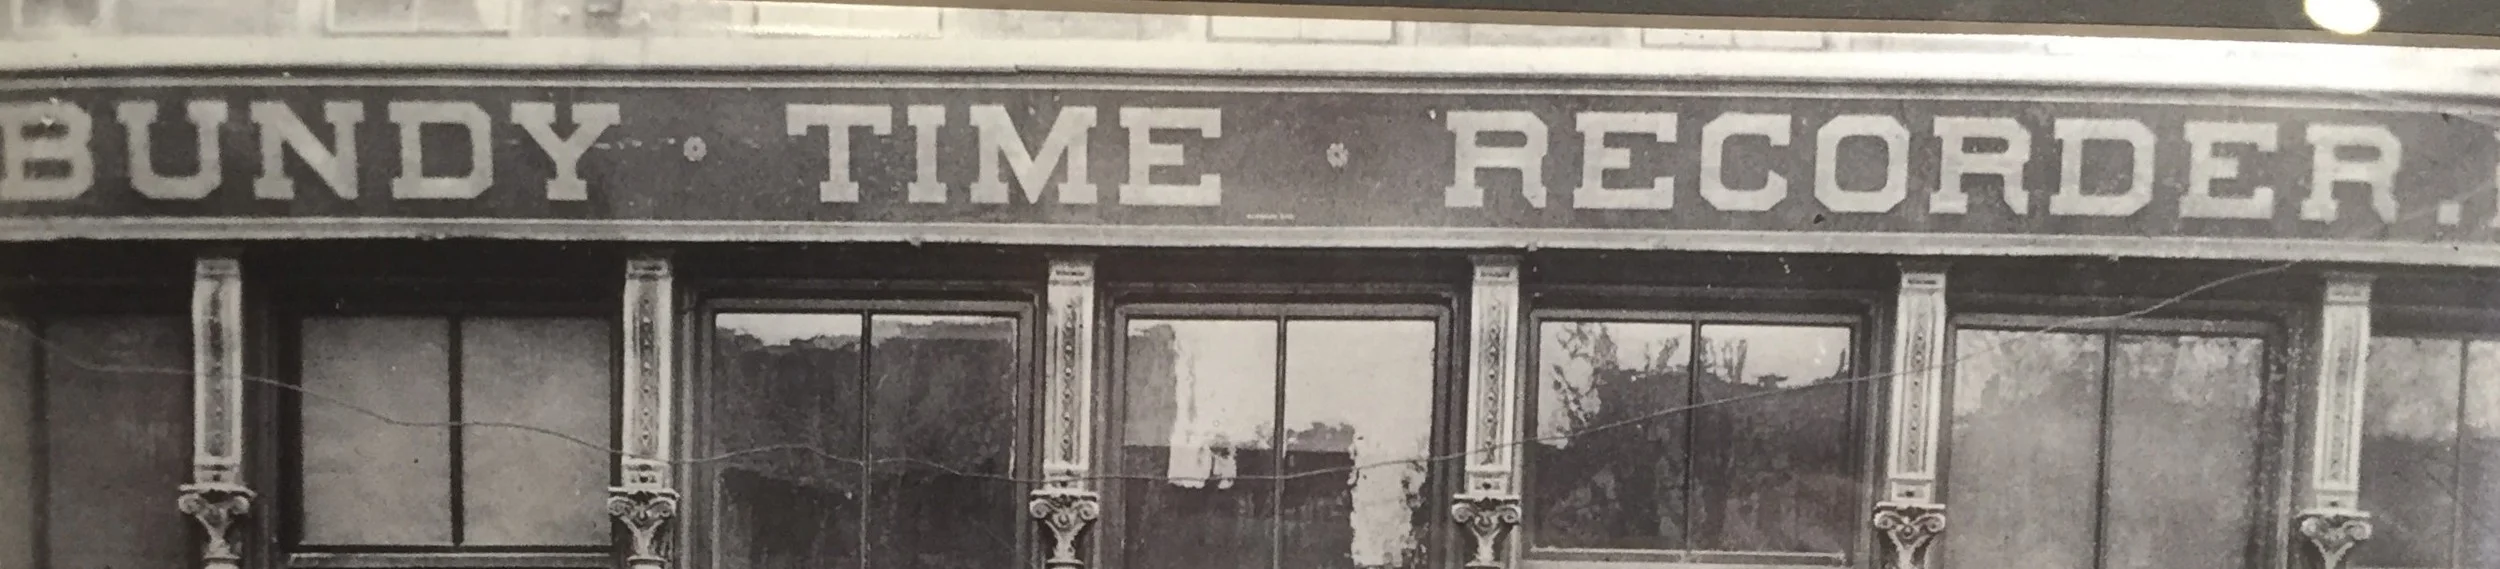 BUNDY • TIME • RECORDER.